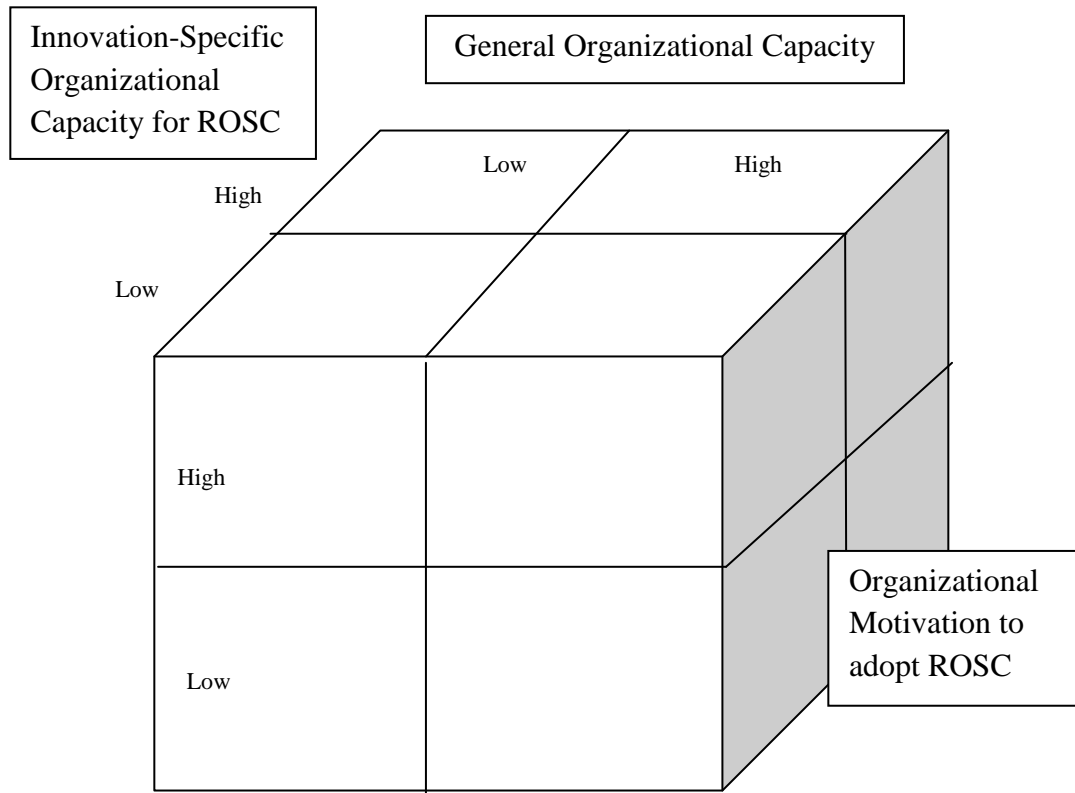 Innovation-Specific
Organizational
Capacity for ROSC
General Organizational Capacity
Low
High
High
Low
High
Low
Organizational
Motivation to
adopt ROSC